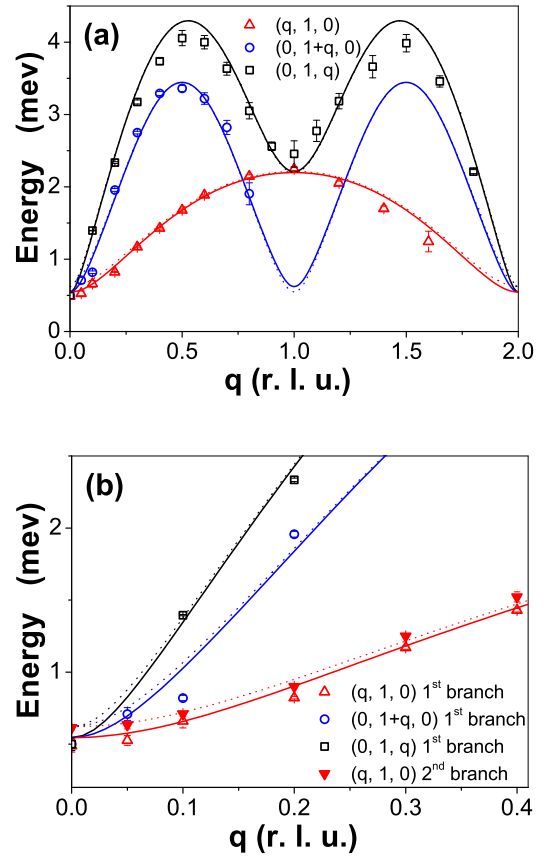 (a)
(q, 1, 0)
(0, 1+q, 0)
(0, 1, q)
4
3
2
1
0
Energy (mev)
0.0 0.5 1.0 1.5 2.0
q (r. l. u.)
(b)
2
1
Energy (mev)
(q, 1, 0) 1st branch
(0, 1+q, 0) 1st branch
(0, 1, q) 1st branch
(q, 1, 0) 2nd branch
0.0 0.1 0.2 0.3 0.4
q (r. l. u.)